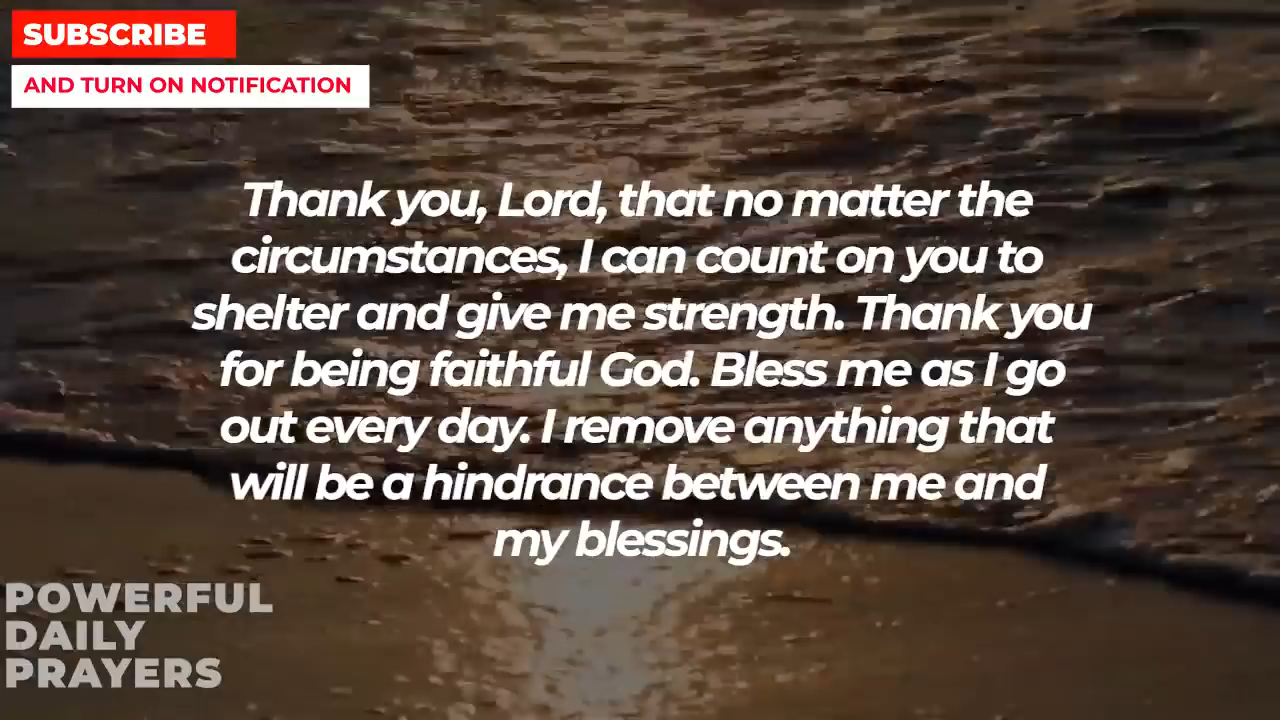 SUBSCRIBE
AND TURN ON NOTIFICATION
Thank you, Lord, that no matter the
circumstances, I can count on you to
shelter and give me strength. Thank you
for being faithful God. Bless me as I go
out every day. I remove anything that
will be a hindrance between me and
my blessings.
POWERFUL
DAILY
PRAYERS